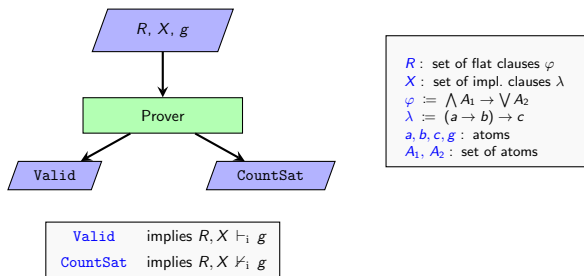 R, X, g
Prover
Valid
CountSat
R : set of flat clauses φ
X : set of impl. clauses λ
φ := ⋀ A₁ → ⋁ A₂
λ := (a → b) → c
a, b, c, g : atoms
A₁, A₂ : set of atoms
Valid implies R, X ⊢ᵢ g
CountSat implies R, X ⊬ᵢ g